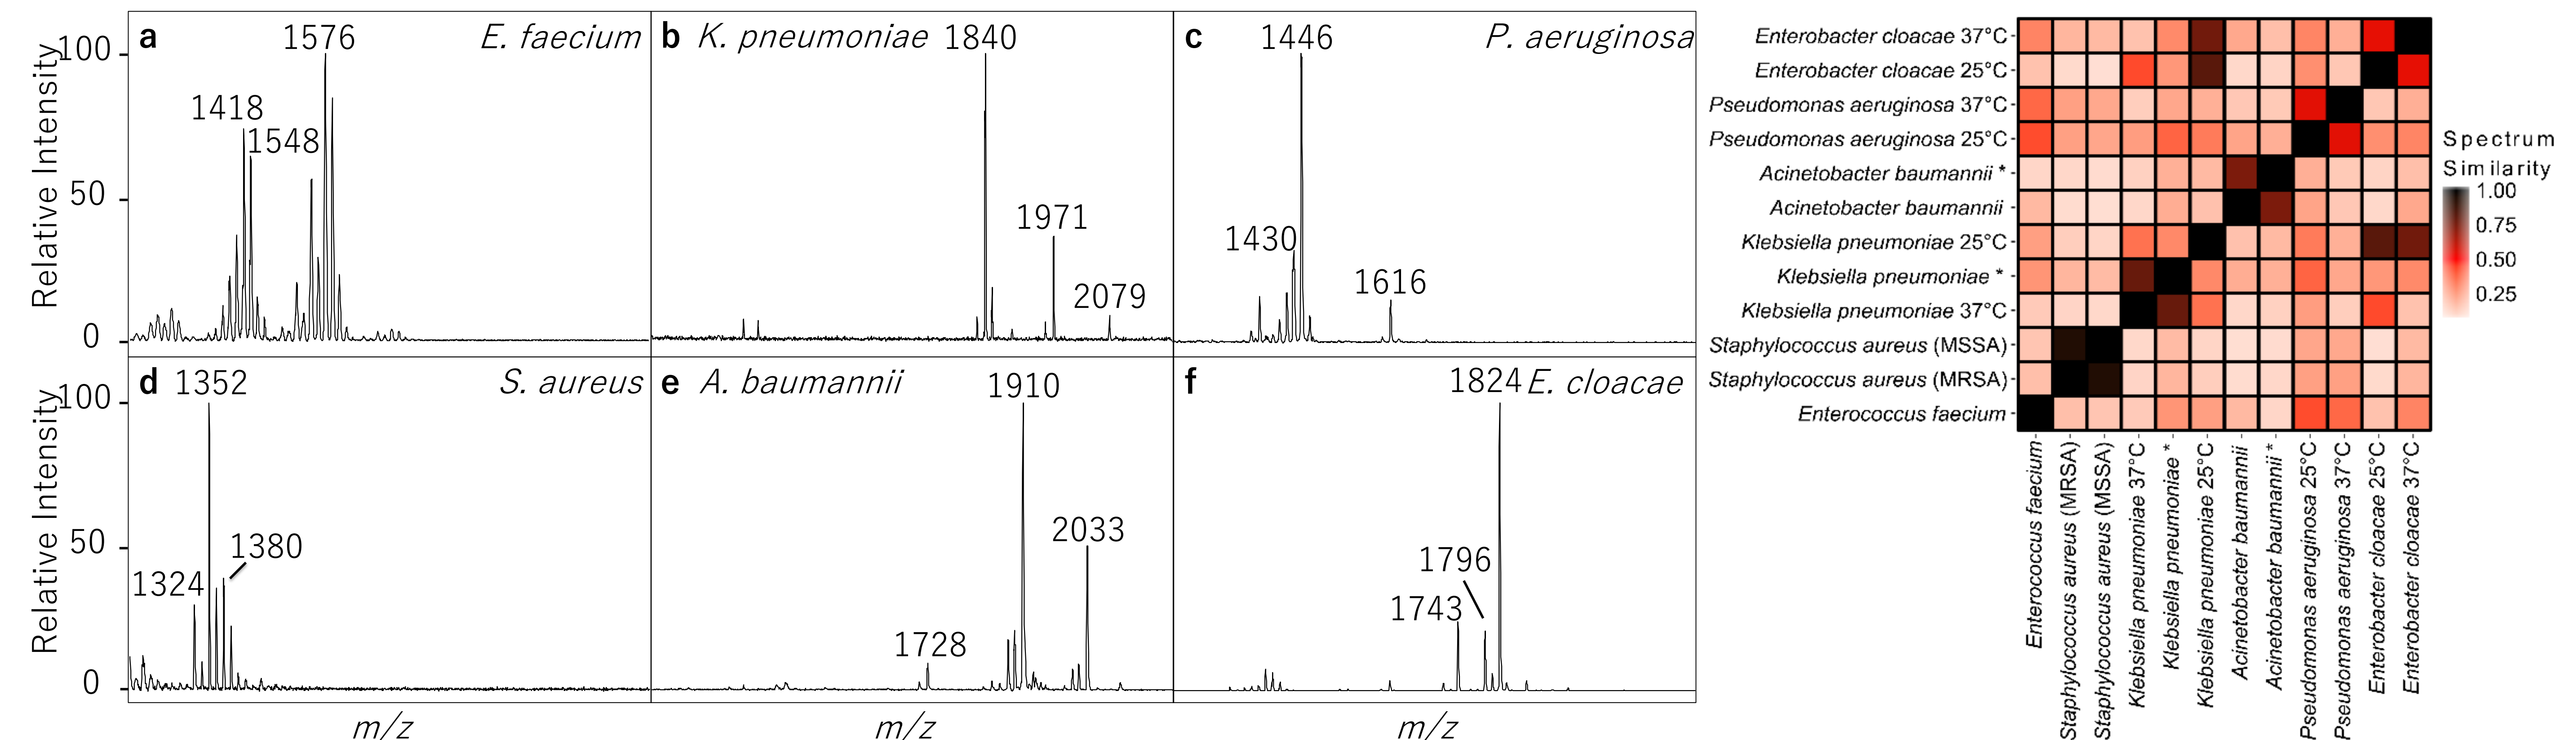 a
1576
E. faecium
1418
1548
b
K. pneumoniae
1840
1971
2079
c
1446
P. aeruginosa
1430
1616
Relative Intensity
100
50
0
d
1352
S. aureus
1380
1324
e
A. baumannii
1910
2033
1728
f
1824
E. cloacae
1796
1743
Relative Intensity
100
50
0
m/z
m/z
m/z
Enterobacter cloacae 37°C
Enterobacter cloacae 25°C
Pseudomonas aeruginosa 37°C
Pseudomonas aeruginosa 25°C
Acinetobacter baumannii *
Acinetobacter baumannii
Klebsiella pneumoniae 25°C
Klebsiella pneumoniae *
Klebsiella pneumoniae 37°C
Staphylococcus aureus (MSSA)
Staphylococcus aureus (MRSA)
Enterococcus faecium
Enterococcus faecium
Staphylococcus aureus (MRSA)
Staphylococcus aureus (MSSA)
Klebsiella pneumoniae 37°C
Klebsiella pneumoniae *
Klebsiella pneumoniae 25°C
Acinetobacter baumannii
Acinetobacter baumannii *
Pseudomonas aeruginosa 25°C
Pseudomonas aeruginosa 37°C
Enterobacter cloacae 25°C
Enterobacter cloacae 37°C
Spectrum
Similarity
1.00
0.75
0.50
0.25